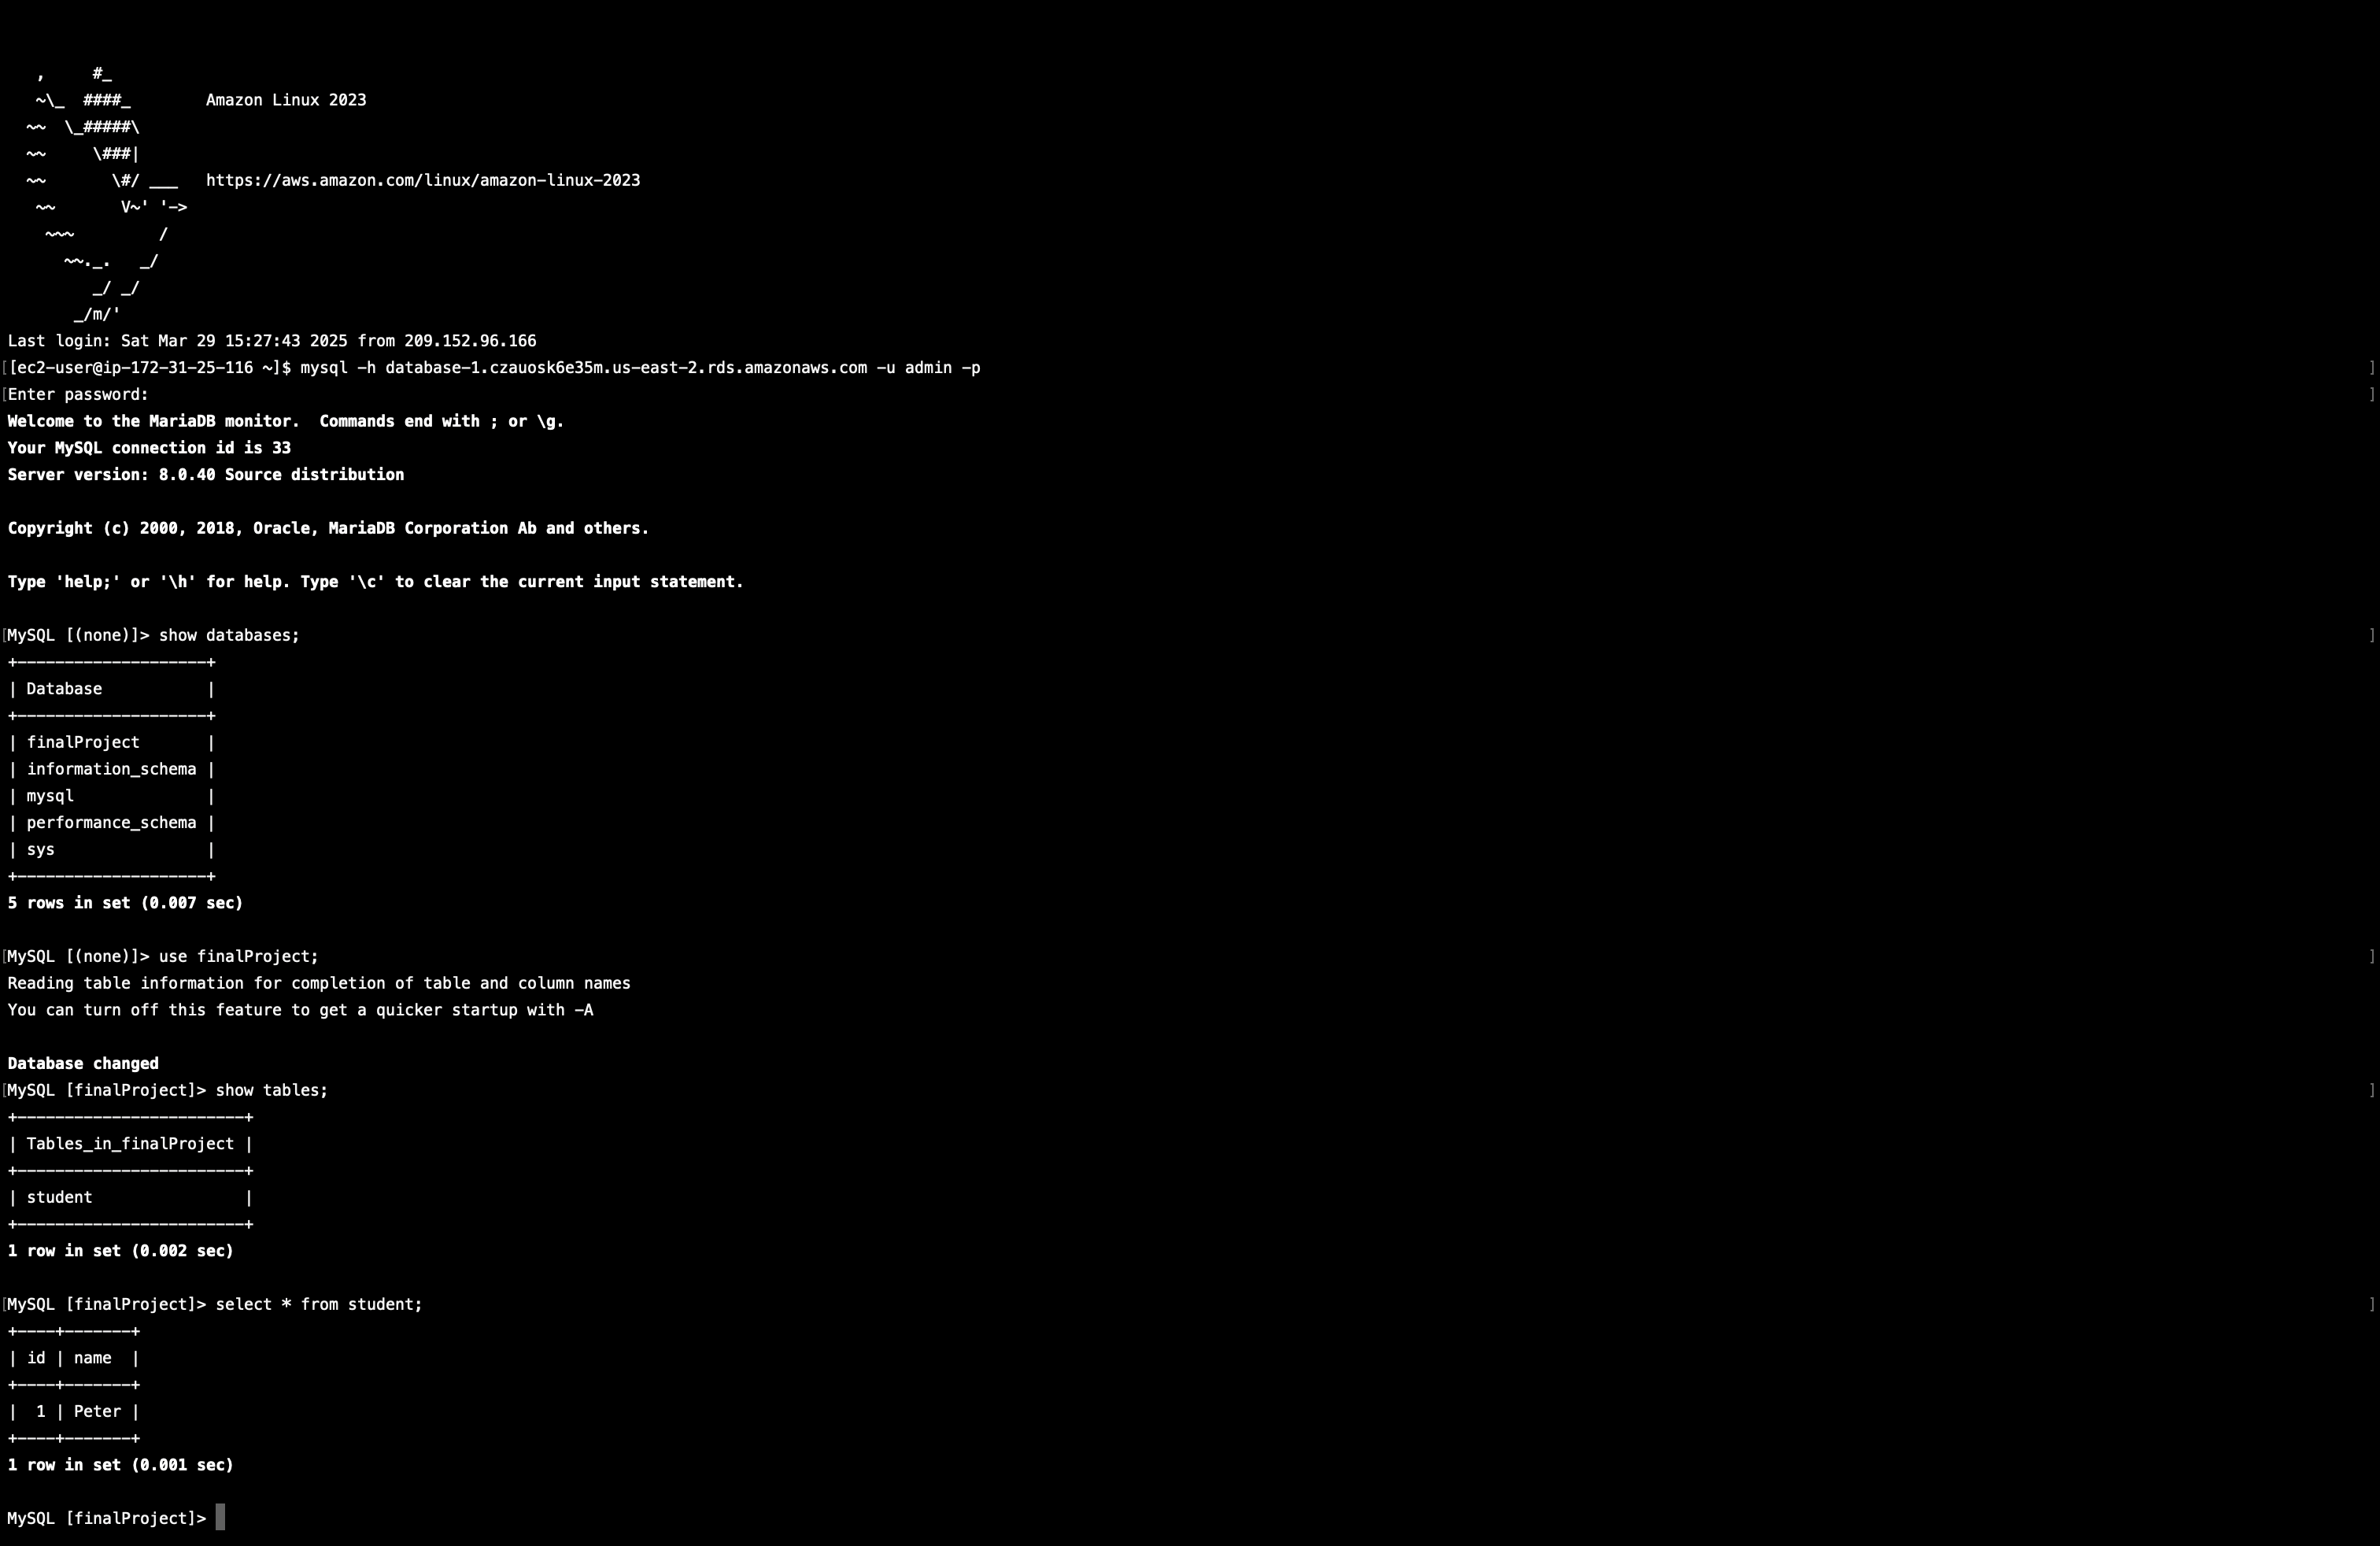 ,     #_
   ~\_  ####_        Amazon Linux 2023
  ~~  \_#####\
  ~~     \###|
  ~~       \#/ ___   https://aws.amazon.com/linux/amazon-linux-2023
   ~~       V~' '->
    ~~~         /
      ~~._.   _/
         _/ _/
       _/m/'
Last login: Sat Mar 29 15:27:43 2025 from 209.152.96.166
[[ec2-user@ip-172-31-25-116 ~]$ mysql -h database-1.czauosk6e35m.us-east-2.rds.amazonaws.com -u admin -p ]
[Enter password: ]
Welcome to the MariaDB monitor.  Commands end with ; or \g.
Your MySQL connection id is 33
Server version: 8.0.40 Source distribution

Copyright (c) 2000, 2018, Oracle, MariaDB Corporation Ab and others.

Type 'help;' or '\h' for help. Type '\c' to clear the current input statement.

[MySQL [(none)]> show databases; ]
+--------------------+
| Database           |
+--------------------+
| finalProject       |
| information_schema |
| mysql              |
| performance_schema |
| sys                |
+--------------------+
5 rows in set (0.007 sec)

[MySQL [(none)]> use finalProject; ]
Reading table information for completion of table and column names
You can turn off this feature to get a quicker startup with -A

Database changed
[MySQL [finalProject]> show tables; ]
+------------------------+
| Tables_in_finalProject |
+------------------------+
| student                |
+------------------------+
1 row in set (0.002 sec)

[MySQL [finalProject]> select * from student; ]
+----+-------+
| id | name  |
+----+-------+
|  1 | Peter |
+----+-------+
1 row in set (0.001 sec)

MySQL [finalProject]>